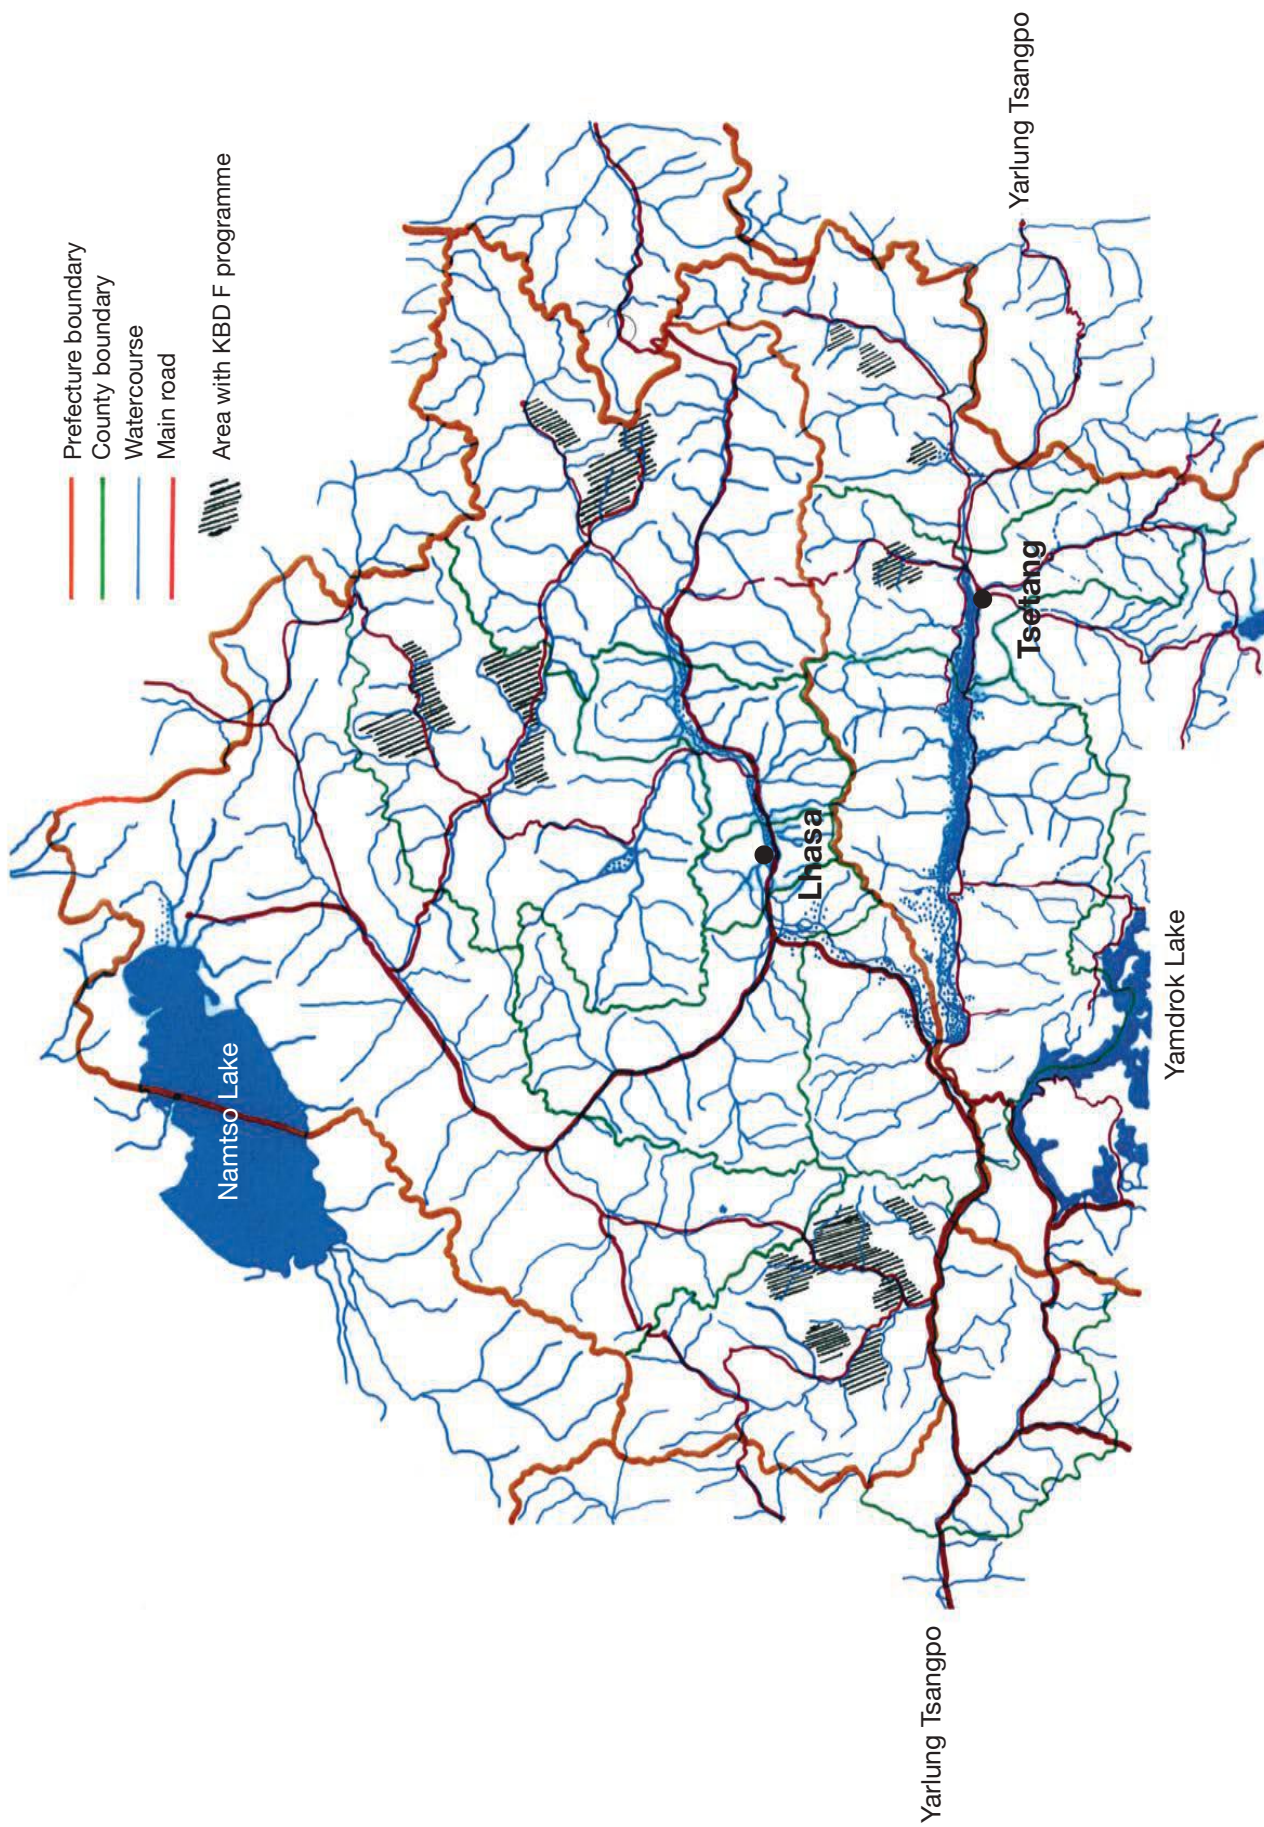 Prefecture boundary
County boundary
Watercourse
Main road
Area with KBD F programme
Namtso Lake
Lhasa
Tsetang
Yarlung Tsangpo
Yarlung Tsangpo
Yamdrok Lake